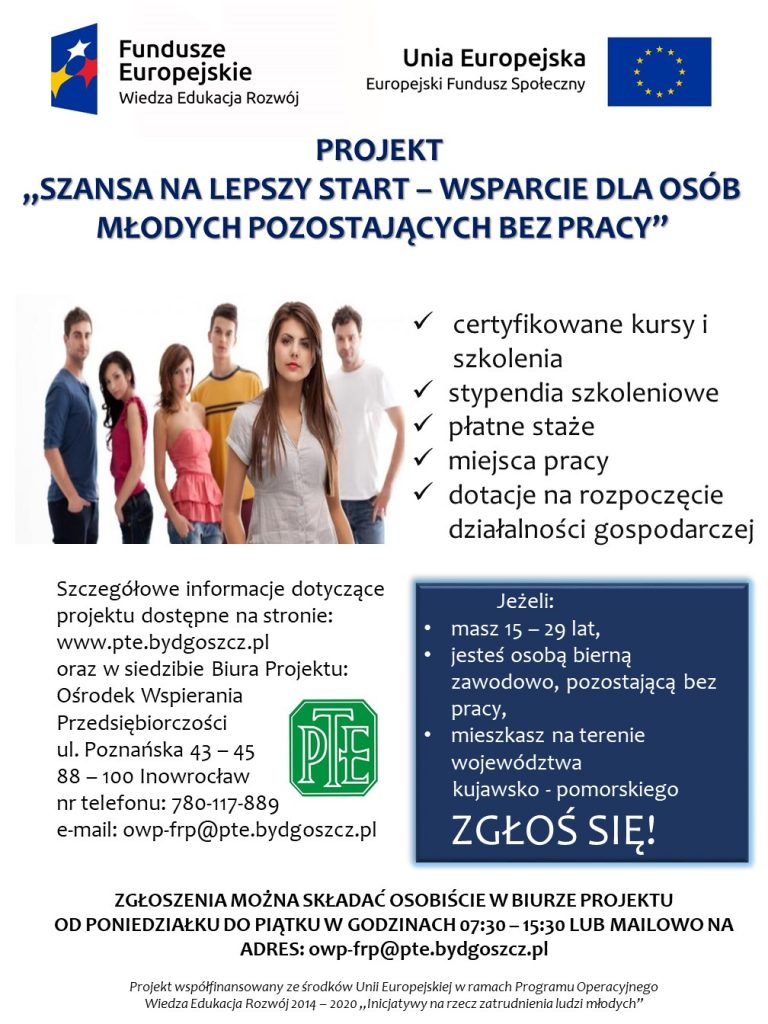 Fundusze
Europejskie
Wiedza Edukacja Rozwój
Unia Europejska
Europejski Fundusz Społeczny
PROJEKT
„SZANSA NA LEPSZY START – WSPARCIE DLA OSÓB
MŁODYCH POZOSTAJĄCYCH BEZ PRACY”
✓ certyfikowane kursy i
szkolenia
✓ stypendia szkoleniowe
✓ płatne staże
✓ miejsca pracy
✓ dotacje na rozpoczęcie
działalności gospodarczej
Szczegółowe informacje dotyczące
projektu dostępne na stronie:
www.pte.bydgoszcz.pl
oraz w siedzibie Biura Projektu:
Ośrodek Wspierania
Przedsiębiorczości
ul. Poznańska 43 – 45
88 – 100 Inowrocław
nr telefonu: 780-117-889
e-mail: owp-frp@pte.bydgoszcz.pl
PTE
Jeżeli:
• masz 15 – 29 lat,
• jesteś osobą bierną
zawodowo, pozostającą bez
pracy,
• mieszkasz na terenie
województwa
kujawsko - pomorskiego
ZGŁOŚ SIĘ!
ZGŁOSZENIA MOŻNA SKŁADAĆ OSOBIŚCIE W BIURZE PROJEKTU
OD PONIEDZIAŁKU DO PIĄTKU W GODZINACH 07:30 – 15:30 LUB MAILOWO NA
ADRES: owp-frp@pte.bydgoszcz.pl
Projekt współfinansowany ze środków Unii Europejskiej w ramach Programu Operacyjnego
Wiedza Edukacja Rozwój 2014 – 2020 „Inicjatywy na rzecz zatrudnienia ludzi młodych”